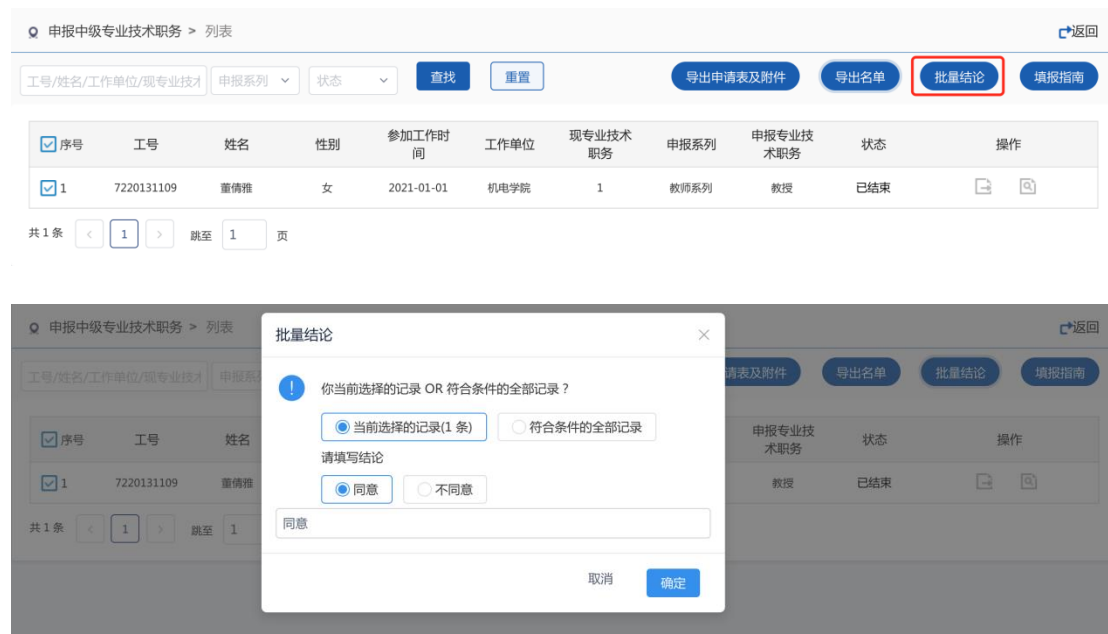 申报中级专业技术职务 > 列表 返回
工号/姓名/工作单位/现专业技术 申报系列 状态 查找 重置 导出申请表及附件 导出名单 批量结论 填报指南
序号 工号 姓名 性别 参加工作时间 工作单位 现专业技术职务 申报系列 申报专业技术职务 状态 操作
1 7220131109 董倩雅 女 2021-01-01 机电学院 1 教师系列 教授 已结束
共1条 < 1 > 跳至 1 页
申报中级专业技术职务 > 列表 返回
工号/姓名/工作单位/现专业技术 申报系 请表及附件 导出名单 批量结论 填报指南
序号 工号 姓名 申报专业技术职务 状态 操作
1 7220131109 董倩雅 教授 已结束
共1条 < 1 > 跳至 1
批量结论
你当前选择的记录 OR 符合条件的全部记录？
当前选择的记录(1 条) 符合条件的全部记录
请填写结论
同意 不同意
同意
取消 确定